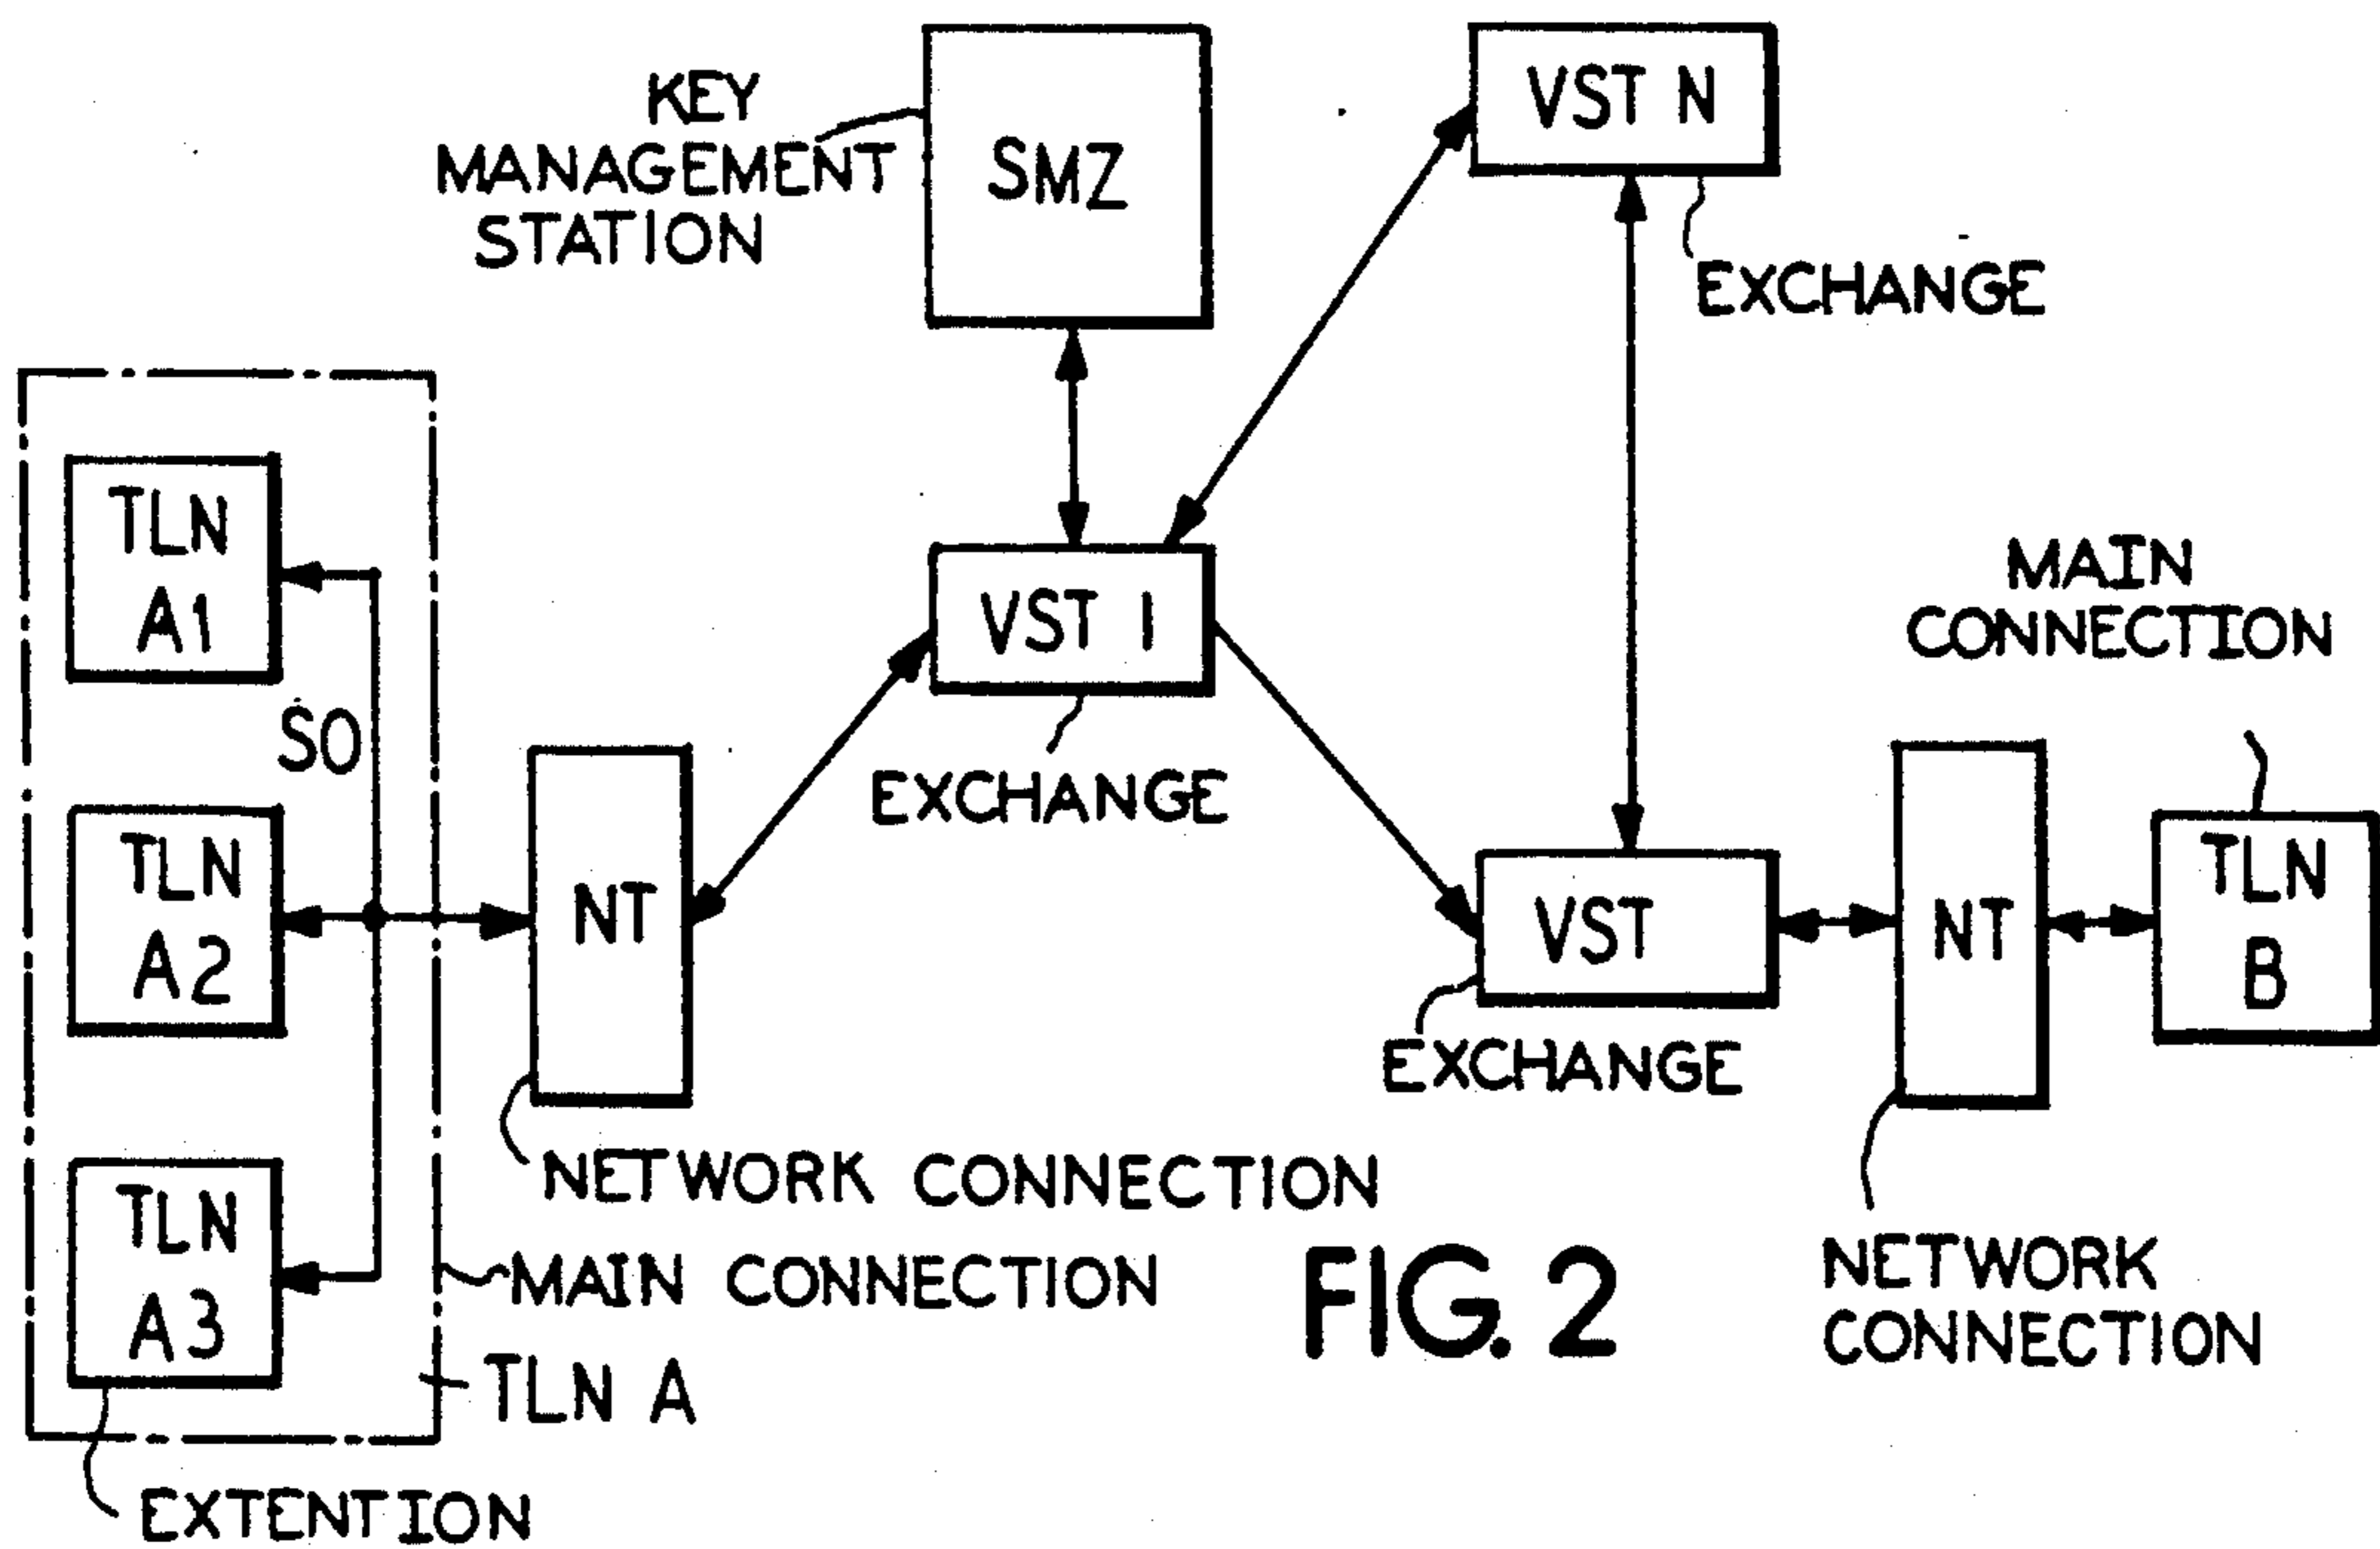 KEY
MANAGEMENT
STATION
SMZ
VST N
EXCHANGE
TLN
A1
SO
TLN
A2
TLN
A3
NT
VST 1
EXCHANGE
VST
EXCHANGE
NT
MAIN
CONNECTION
TLN
B
NETWORK CONNECTION
MAIN CONNECTION
TLN A
EXTENTION
NETWORK
CONNECTION
FIG. 2